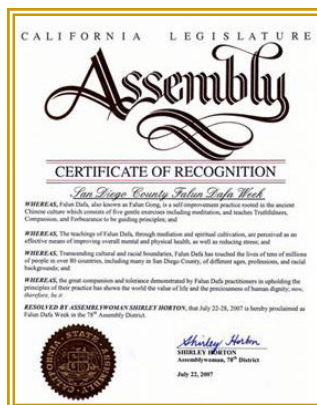 CALIFORNIA LEGISLATURE
Assembly
CERTIFICATE OF RECOGNITION
San Diego County Falun Dafa Week
WHEREAS, Falun Dafa, also known as Falun Gong, is a self-improvement practice rooted in the ancient
Chinese culture which consists of five gentle exercises including meditation, and teaches Truthfulness,
Compassion, and Forbearance to be guiding principles; and
WHEREAS, The teachings of Falun Dafa, through mediation and spiritual cultivation, are perceived as an
effective means of improving overall mental and physical health, as well as reducing stress; and
WHEREAS, Transcending cultural and racial boundaries, Falun Dafa has touched the lives of tens of millions
of people in over 80 countries, including many in San Diego County, of different ages, professions, and racial
backgrounds; and
WHEREAS, the great compassion and tolerance demonstrated by Falun Dafa practitioners in upholding the
principles of their practice has shown the world the value of life and the preciousness of human dignity; now,
therefore, be it
RESOLVED BY ASSEMBLYWOMAN SHIRLEY HORTON, that July 22-28, 2007 is hereby proclaimed as
Falun Dafa Week in the 78th Assembly District.
Shirley Horton
SHIRLEY HORTON
Assemblywoman, 78th District
July 22, 2007